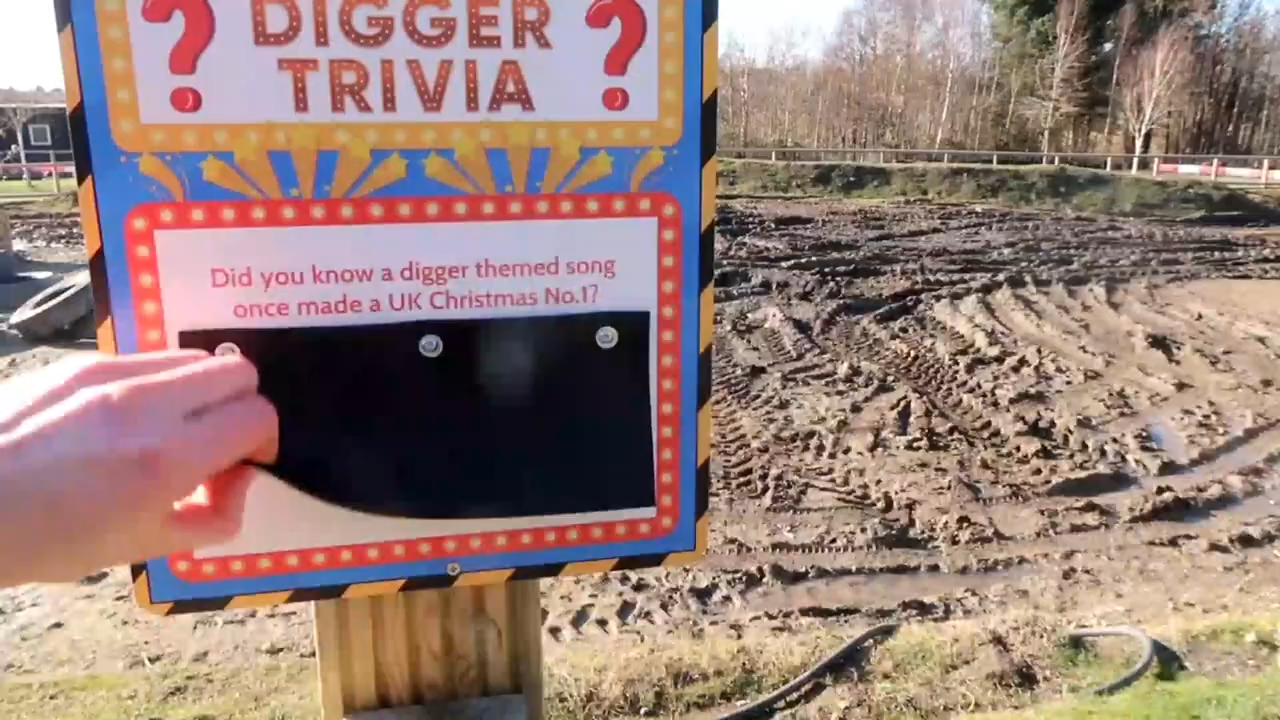 DIGGER
TRIVIA
Did you know a digger themed song
once made a UK Christmas No.1?